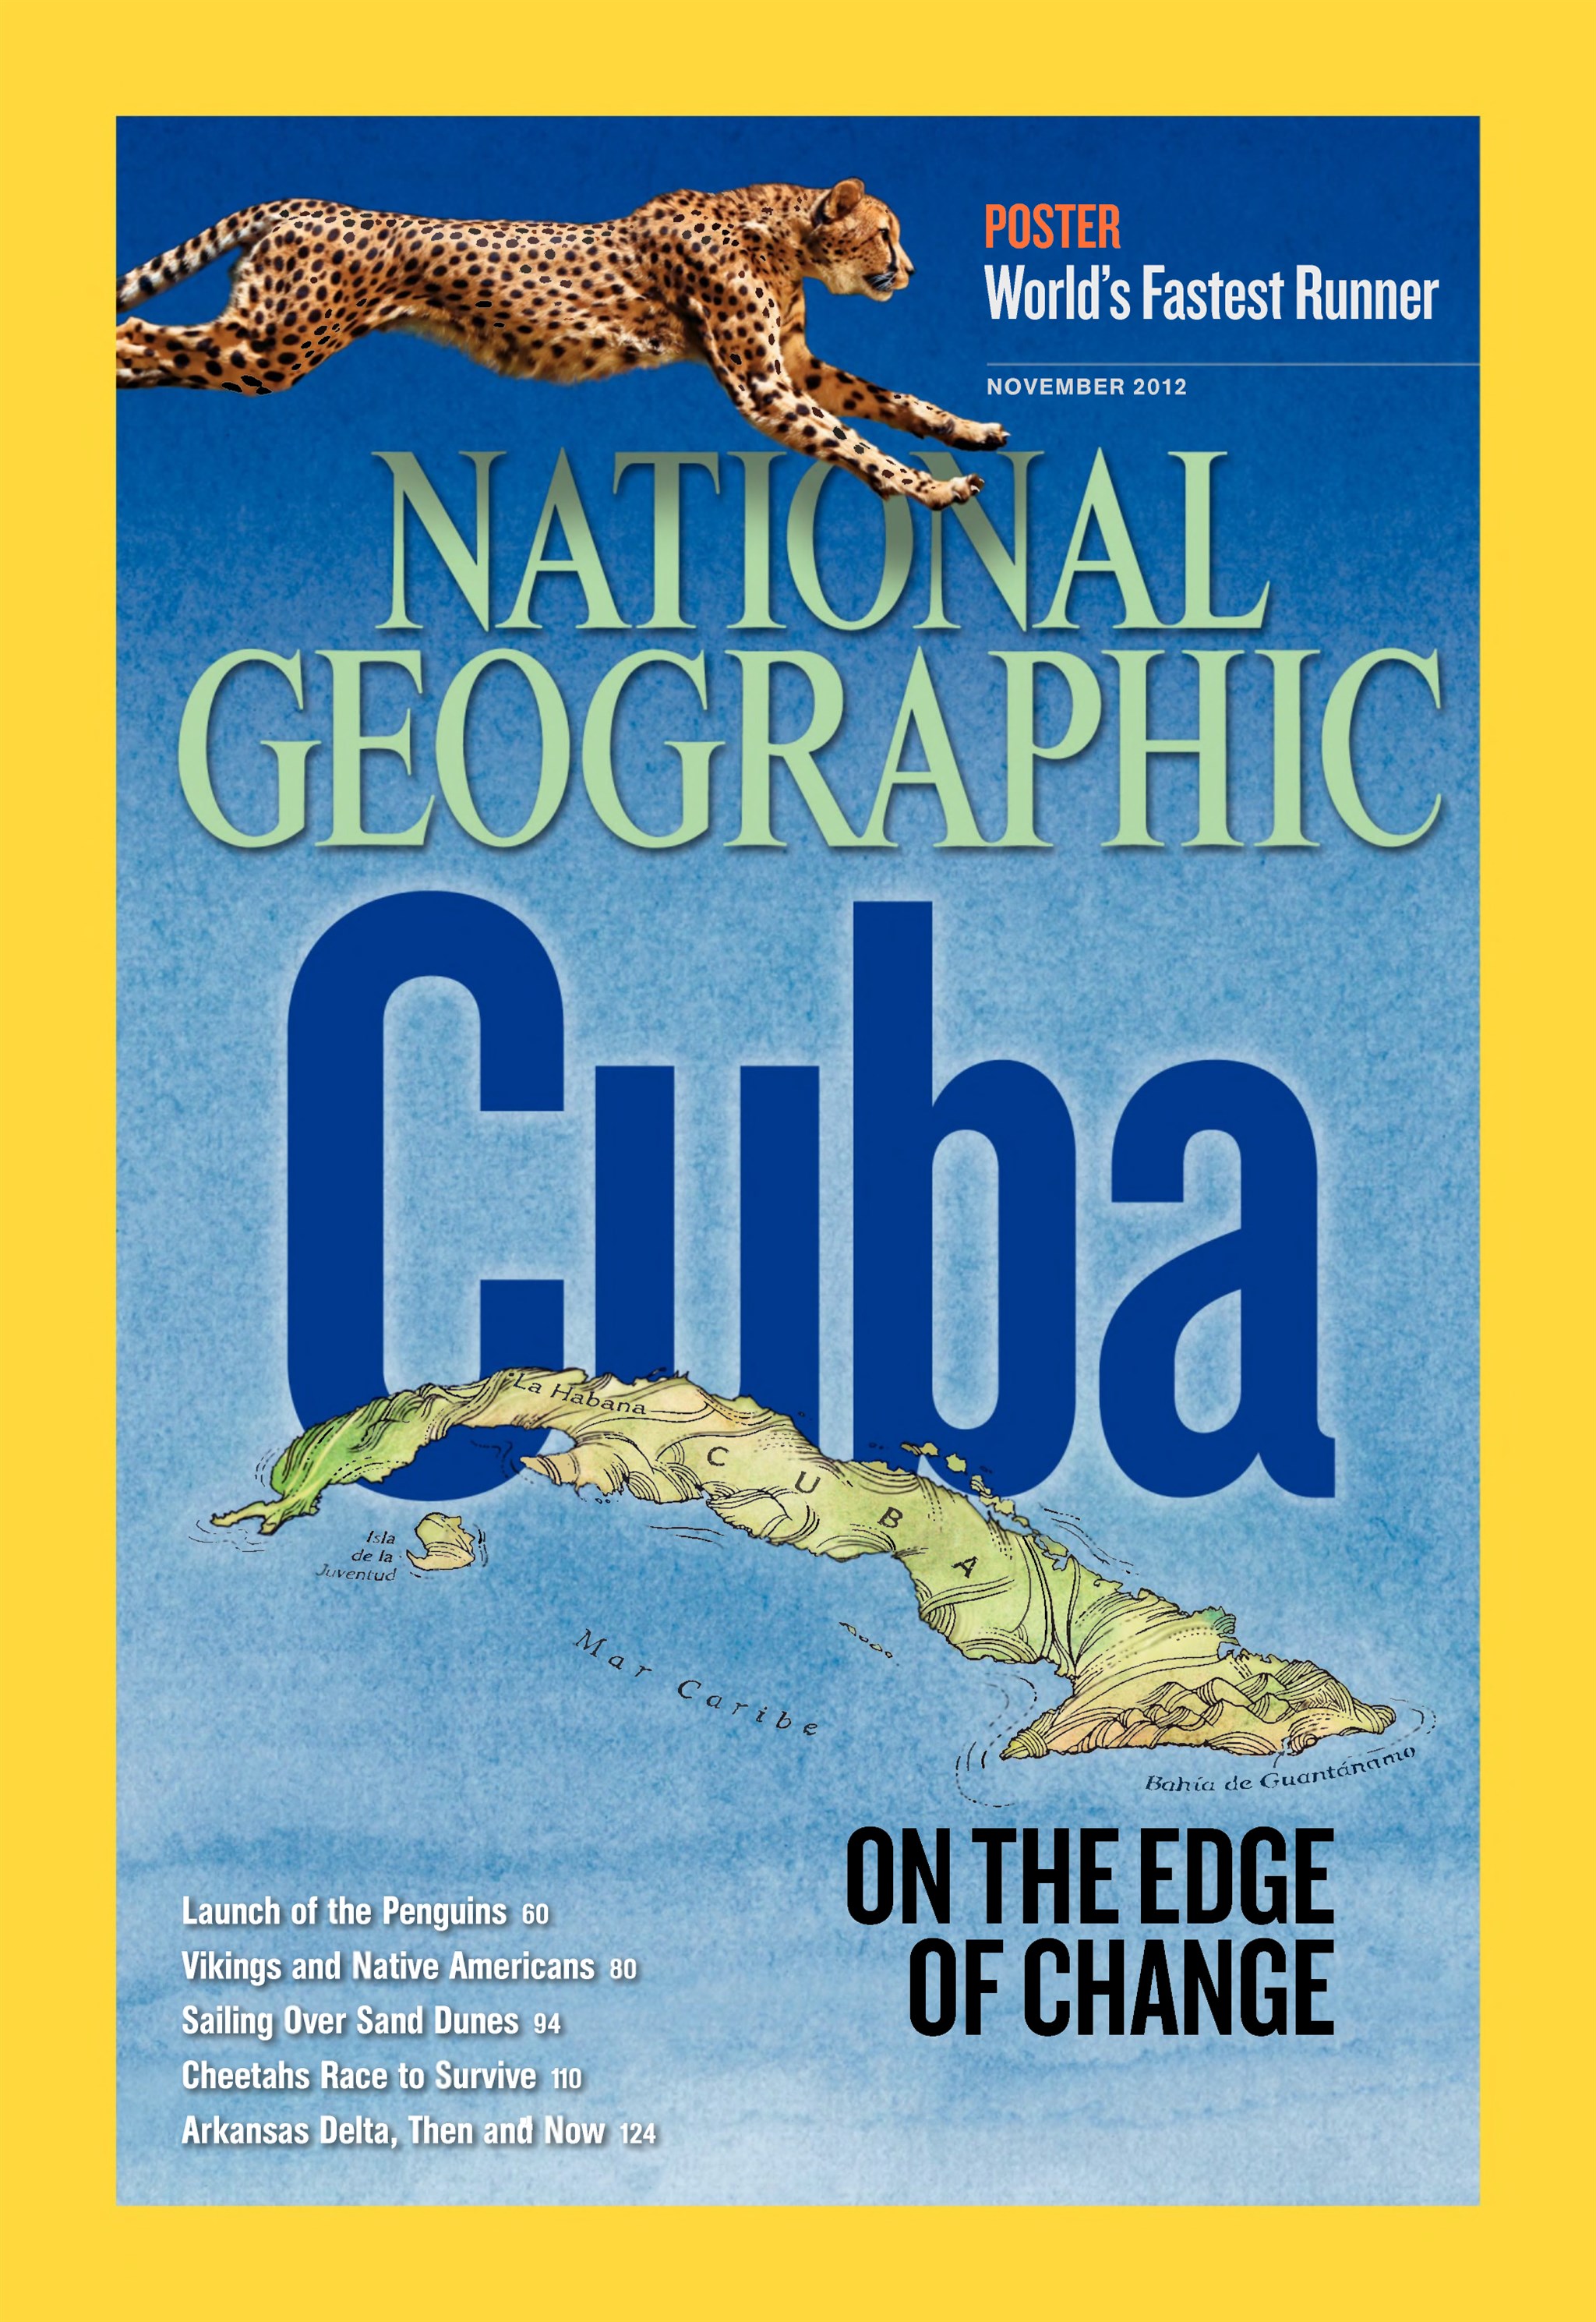 POSTER
World's Fastest Runner
NOVEMBER 2012
NATIONAL
GEOGRAPHIC
Cuba
La Habana
CUBA
Isla
de la
Juventud
Mar Caribe
Bahía de Guantánamo
ON THE EDGE
OF CHANGE
Launch of the Penguins 60
Vikings and Native Americans 80
Sailing Over Sand Dunes 94
Cheetahs Race to Survive 110
Arkansas Delta, Then and Now 124